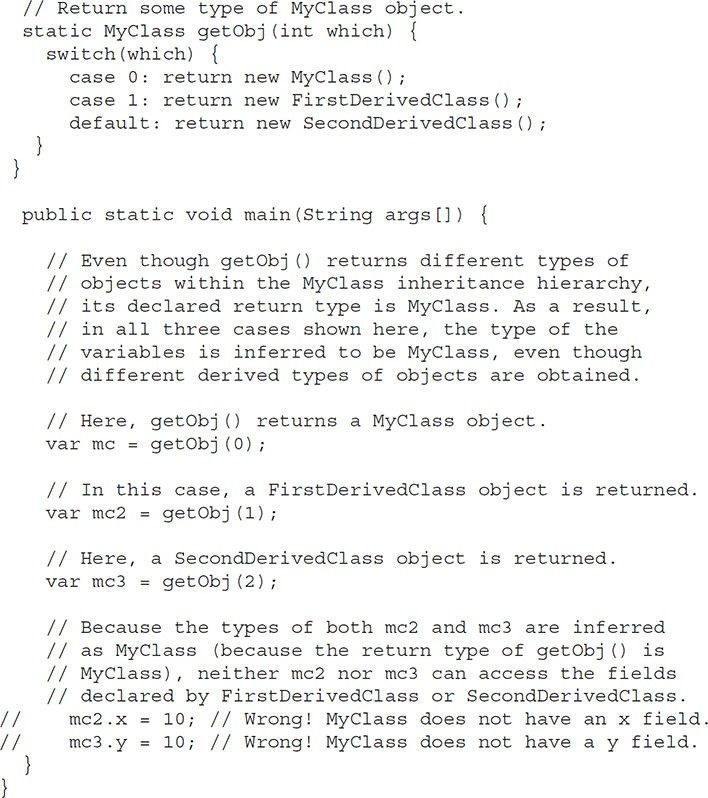 // Return some type of MyClass object.
static MyClass getObj(int which) {
switch(which) {
case 0: return new MyClass();
case 1: return new FirstDerivedClass();
default: return new SecondDerivedClass();
}
}
public static void main(String args[]) {
// Even though getObj() returns different types of
// objects within the MyClass inheritance hierarchy,
// its declared return type is MyClass. As a result,
// in all three cases shown here, the type of the
// variables is inferred to be MyClass, even though
// different derived types of objects are obtained.
// Here, getObj() returns a MyClass object.
var mc = getObj(0);
// In this case, a FirstDerivedClass object is returned.
var mc2 = getObj(1);
// Here, a SecondDerivedClass object is returned.
var mc3 = getObj(2);
// Because the types of both mc2 and mc3 are inferred
// as MyClass (because the return type of getObj() is
// MyClass), neither mc2 nor mc3 can access the fields
// declared by FirstDerivedClass or SecondDerivedClass.
// mc2.x = 10; // Wrong! MyClass does not have an x field.
// mc3.y = 10; // Wrong! MyClass does not have a y field.
}
}